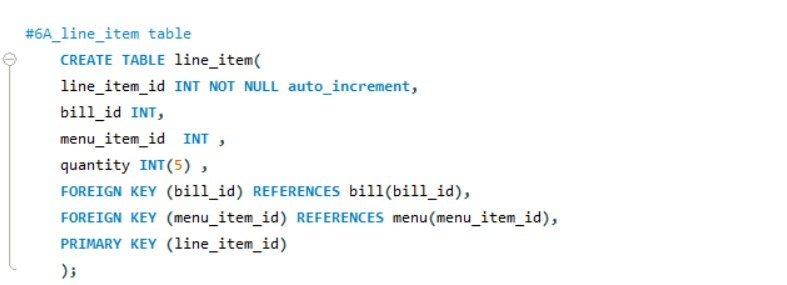 #6A_line_item table
CREATE TABLE line_item(
line_item_id INT NOT NULL auto_increment,
bill_id INT,
menu_item_id  INT ,
quantity INT(5) ,
FOREIGN KEY (bill_id) REFERENCES bill(bill_id),
FOREIGN KEY (menu_item_id) REFERENCES menu(menu_item_id),
PRIMARY KEY (line_item_id)
);